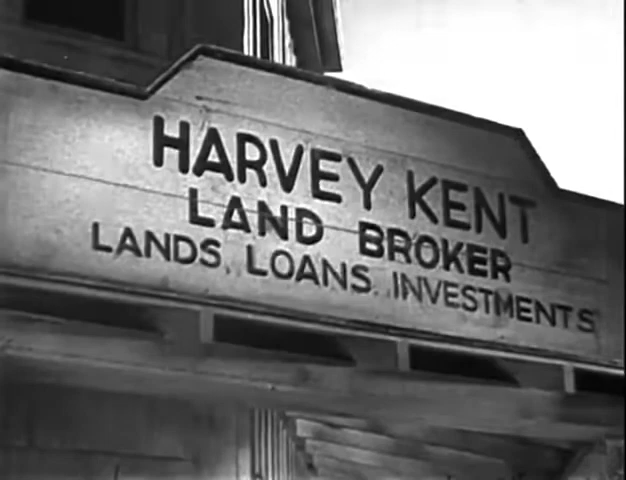 HARVEY KENT
LAND BROKER
LANDS, LOANS, INVESTMENTS